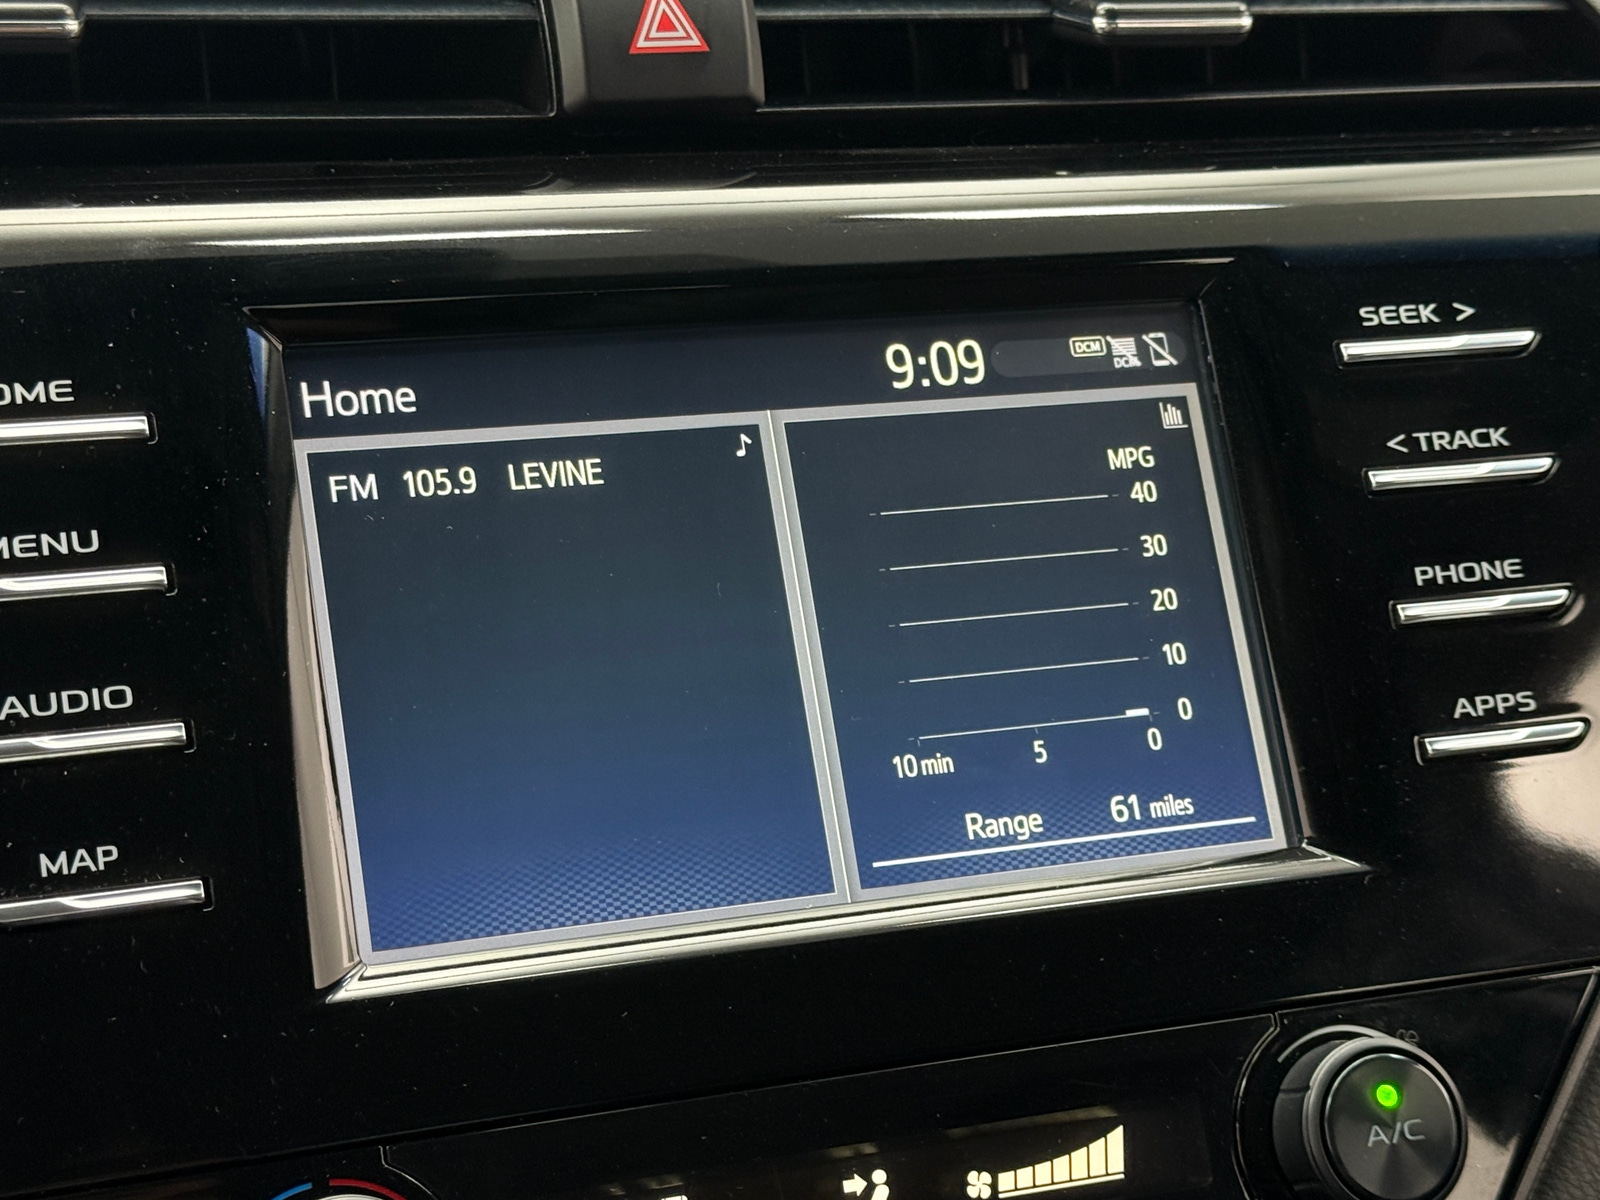 SEEK >
9:09
DCM
DCM
Home
OME
< TRACK
FM 105.9 LEVINE
MPG
40
30
20
10
0
10 min 5 0
Range 61 miles
MENU
PHONE
AUDIO
APPS
MAP
A/C